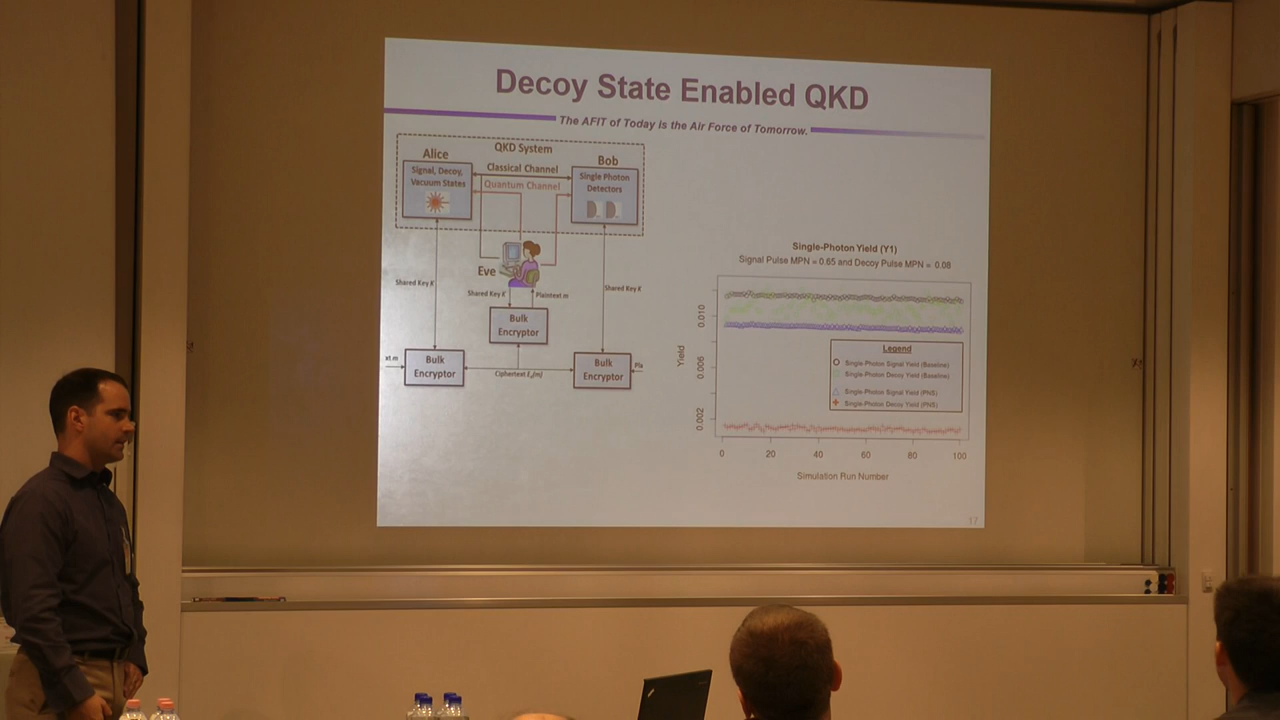 Decoy State Enabled QKD
The AFIT of Today is the Air Force of Tomorrow.
QKD System
Alice
Bob
Classical Channel
Quantum Channel
Signal, Decoy,
Vacuum States
Single Photon
Detectors
Eve
Shared Key K
Shared Key K
Plaintext m
Shared Key K
Bulk
Encryptor
xt m
Bulk
Encryptor
Ciphertext
Bulk
Encryptor
Pla
Single-Photon Yield (Y1)
Signal Pulse MPN = 0.65 and Decoy Pulse MPN = 0.08
Yield
0.010
0.006
0.002
Legend
Single-Photon Signal Yield (Baseline)
Single-Photon Decoy Yield (Baseline)
Single-Photon Signal Yield (PNS)
Single-Photon Decoy Yield (PNS)
0 20 40 60 80 100
Simulation Run Number
17